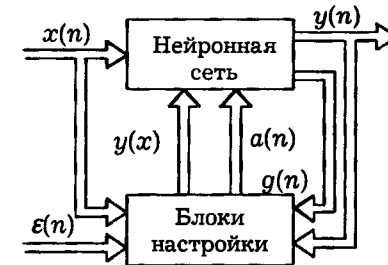 x(n)
y(n)
Нейронная
сеть
y(x)
a(n)
g(n)
ε(n)
Блоки
настройки